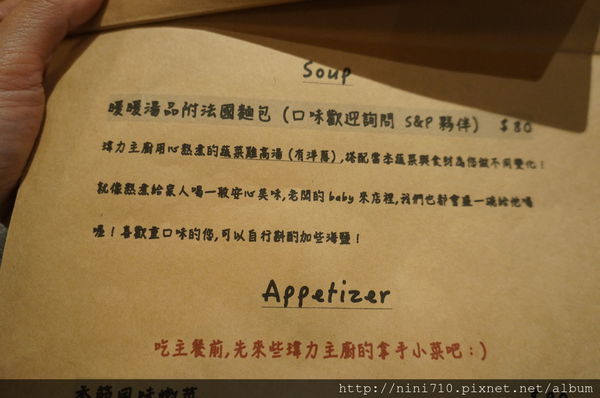 Soup
暖暖湯品附法國麵包 (口味歡迎詢問 S&P 夥伴) $80
瑋力主廚用心熬煮的蔬菜雞高湯 (有洋蔥),搭配當季蔬菜與食材為您做不同變化!
就像熬煮給家人喝一般安心美味,老闆的 baby 來店裡,我們也都會盛一碗給他喝
喔!喜歡重口味的您,可以自行斟酌加些海鹽!
Appetizer
吃主餐前,先來些瑋力主廚的拿手小菜吧:)
本節風味
http://nini710.pixnet.net/album